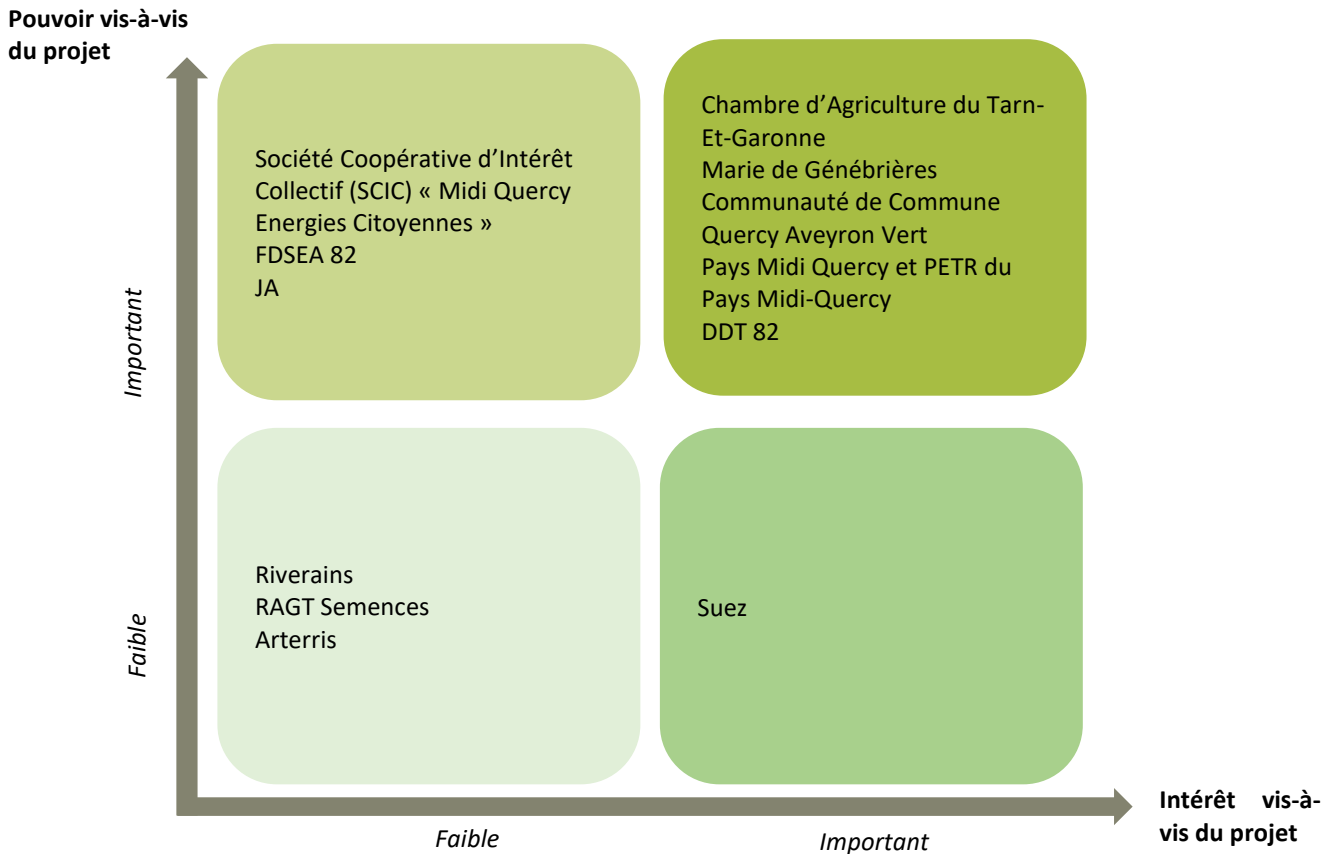 Pouvoir vis-à-vis
du projet
Société Coopérative d’Intérêt
Collectif (SCIC) « Midi Quercy
Energies Citoyennes »
FDSEA 82
JA
Chambre d’Agriculture du Tarn-
Et-Garonne
Marie de Génébrières
Communauté de Commune
Quercy Aveyron Vert
Pays Midi Quercy et PETR du
Pays Midi-Quercy
DDT 82
Important
Riverains
RAGT Semences
Arterris
Suez
Faible
Faible
Important
Intérêt vis-à-
vis du projet